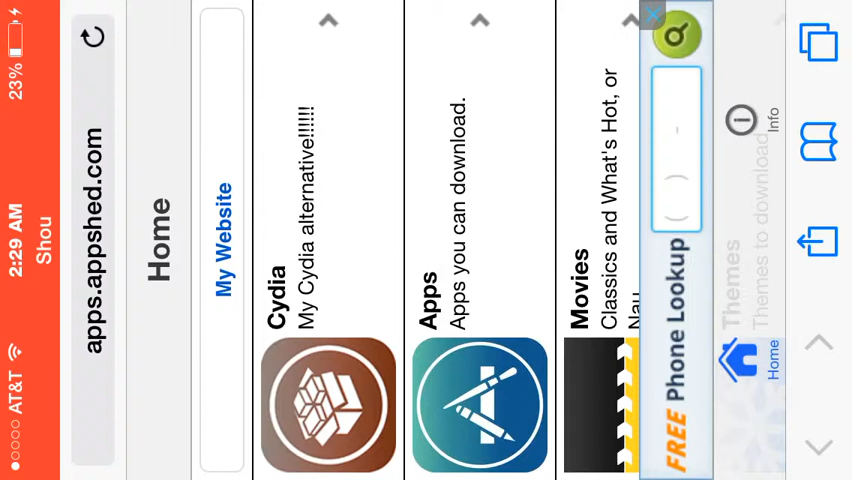 AT&T
2:29 AM
23%
Shou
apps.appshed.com
Home
My Website
Cydia
My Cydia alternative!!!!!!
Apps
Apps you can download.
Movies
Classics and What's Hot, or
Nau
FREE Phone Lookup
( ) -
Themes
Themes to download
Home
Info